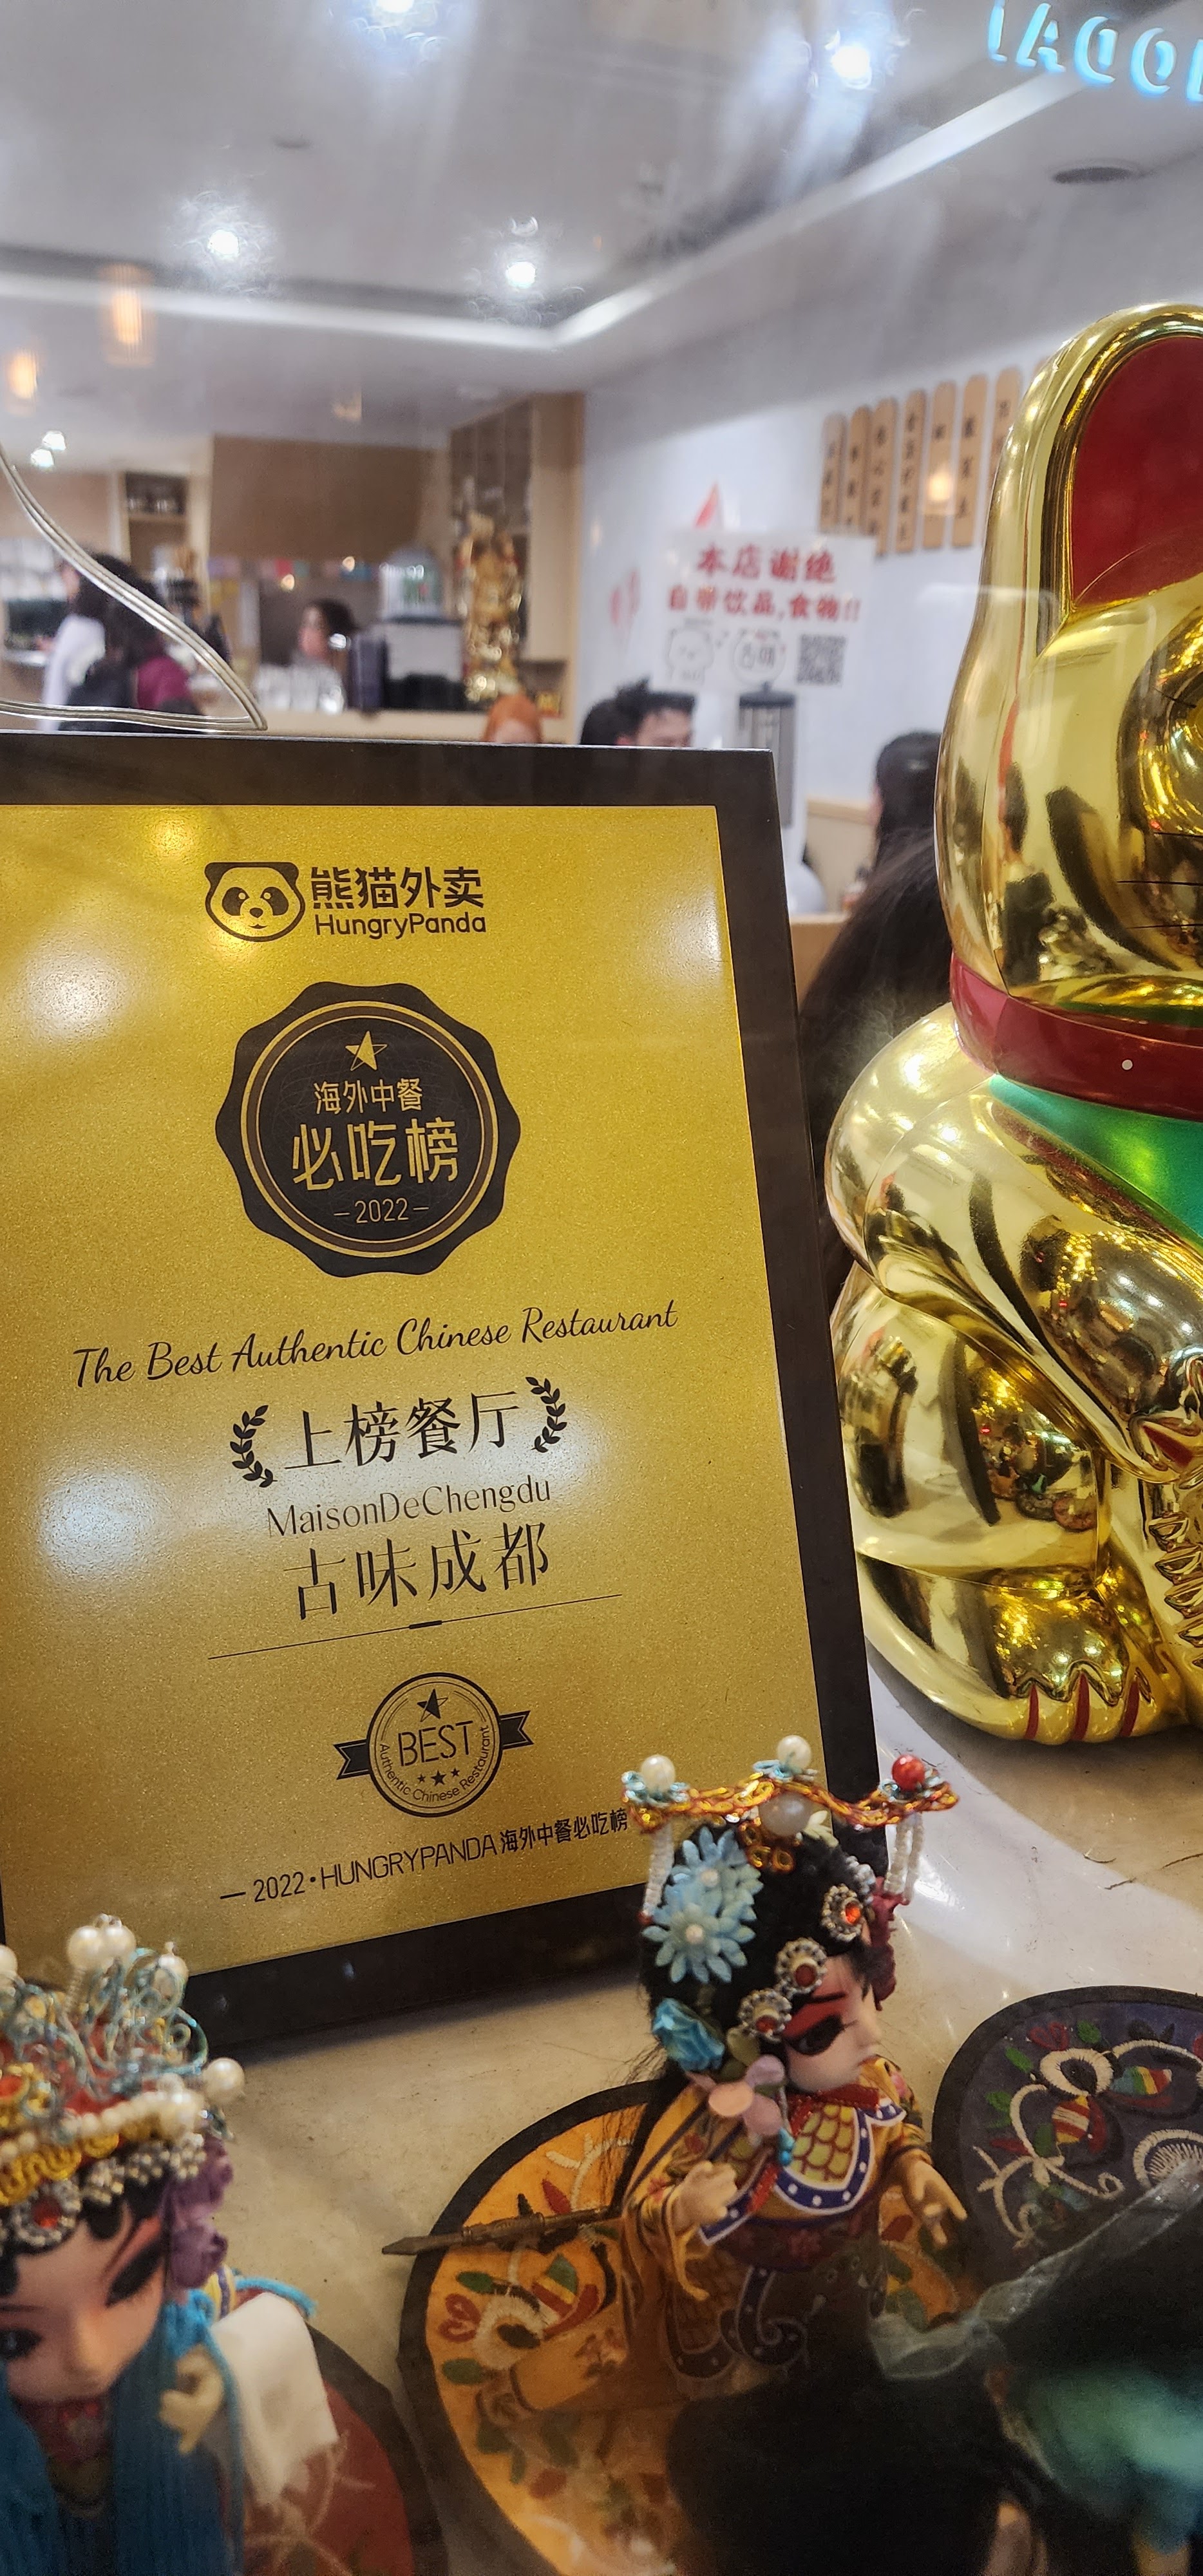 本店谢绝
自带饮品,食物!!
熊猫外卖
HungryPanda
海外中餐
必吃榜
-2022-
The Best Authentic Chinese Restaurant
上榜餐厅
MaisonDeChengdu
古味成都
BEST
Authentic Chinese Restaurant
— 2022·HUNGRYPANDA 海外中餐必吃榜